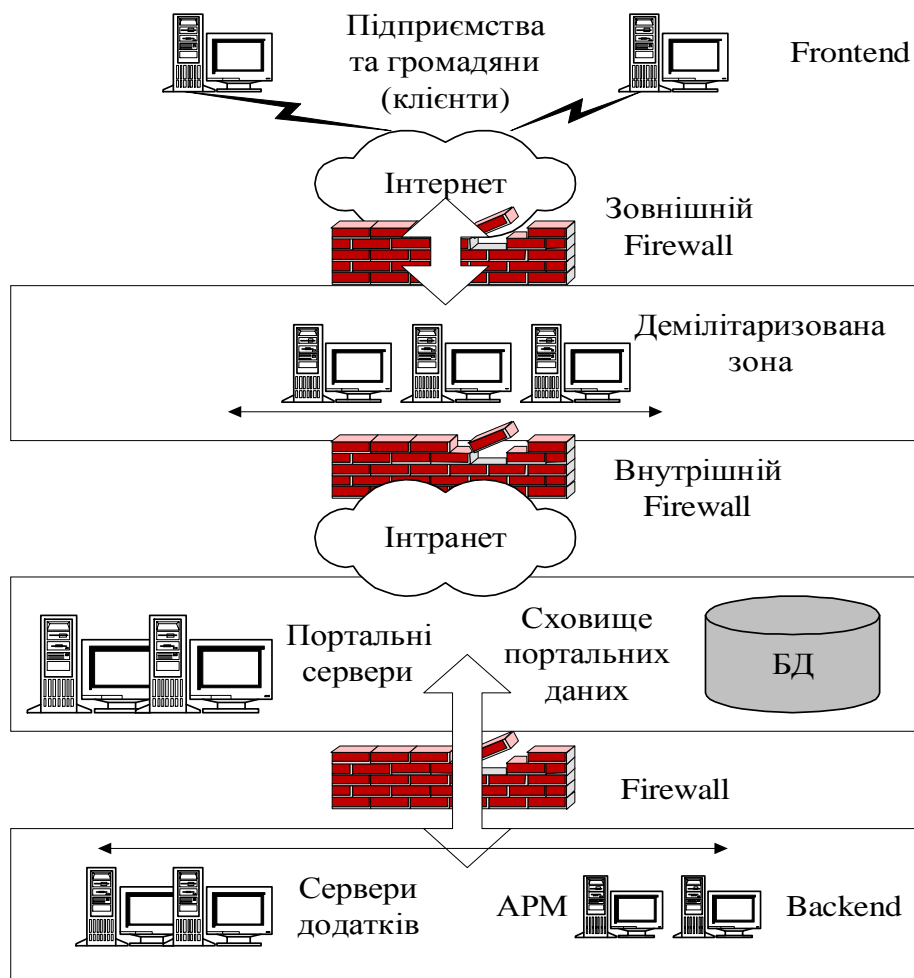 Підприємства
та громадяни
(клієнти)
Frontend
Інтернет
Зовнішній
Firewall
Демілітаризована
зона
Внутрішній
Firewall
Інтранет
Портальні
сервери
Сховище
портальних
даних
БД
Firewall
Сервери
додатків
АРМ
Backend